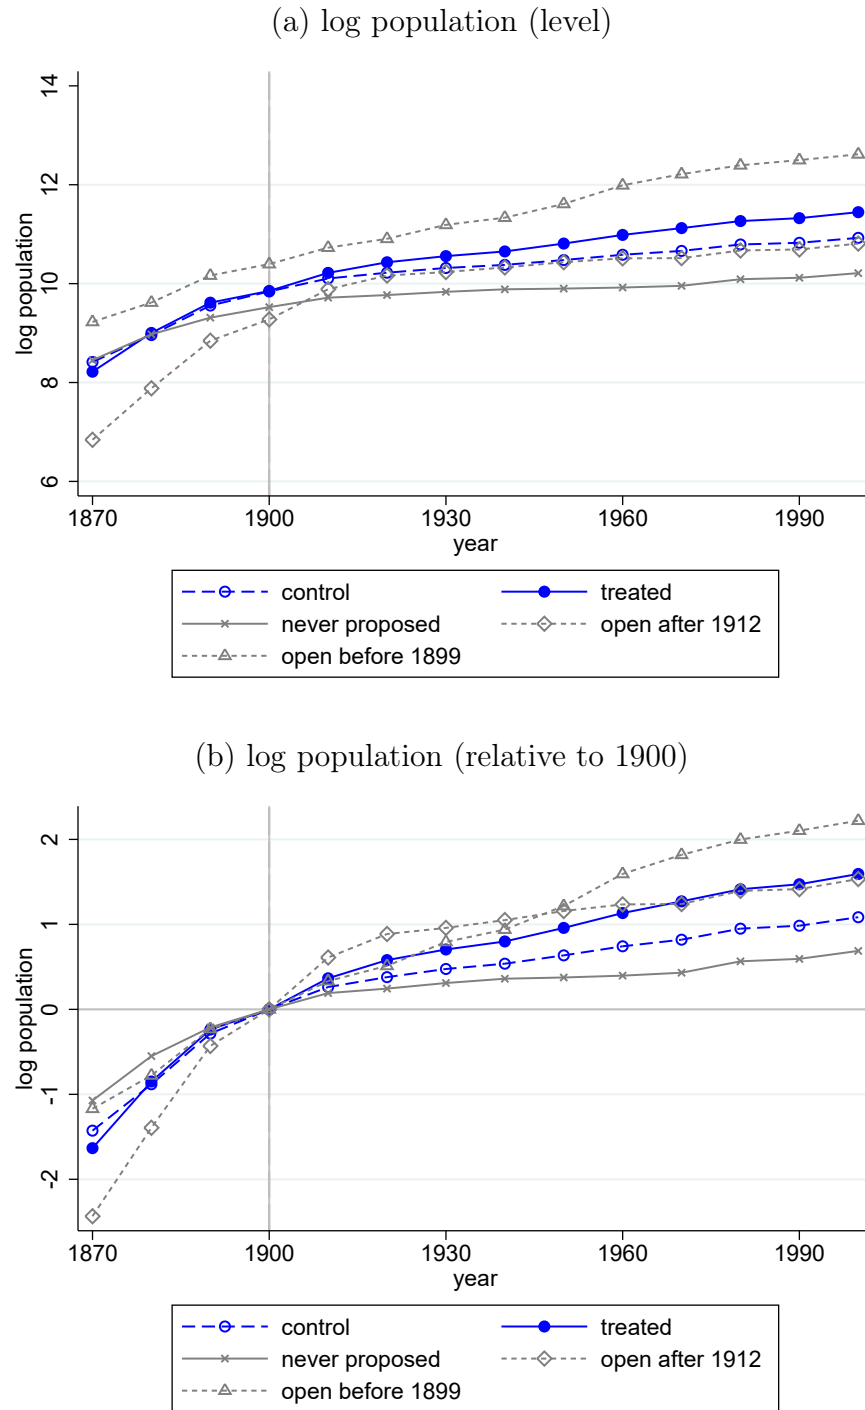 (a) log population (level)
14
12
10
8
6
log population
1870 1900 1930 1960 1990
year
control treated
never proposed open after 1912
open before 1899
(b) log population (relative to 1900)
2
1
0
-1
-2
log population
1870 1900 1930 1960 1990
year
control treated
never proposed open after 1912
open before 1899